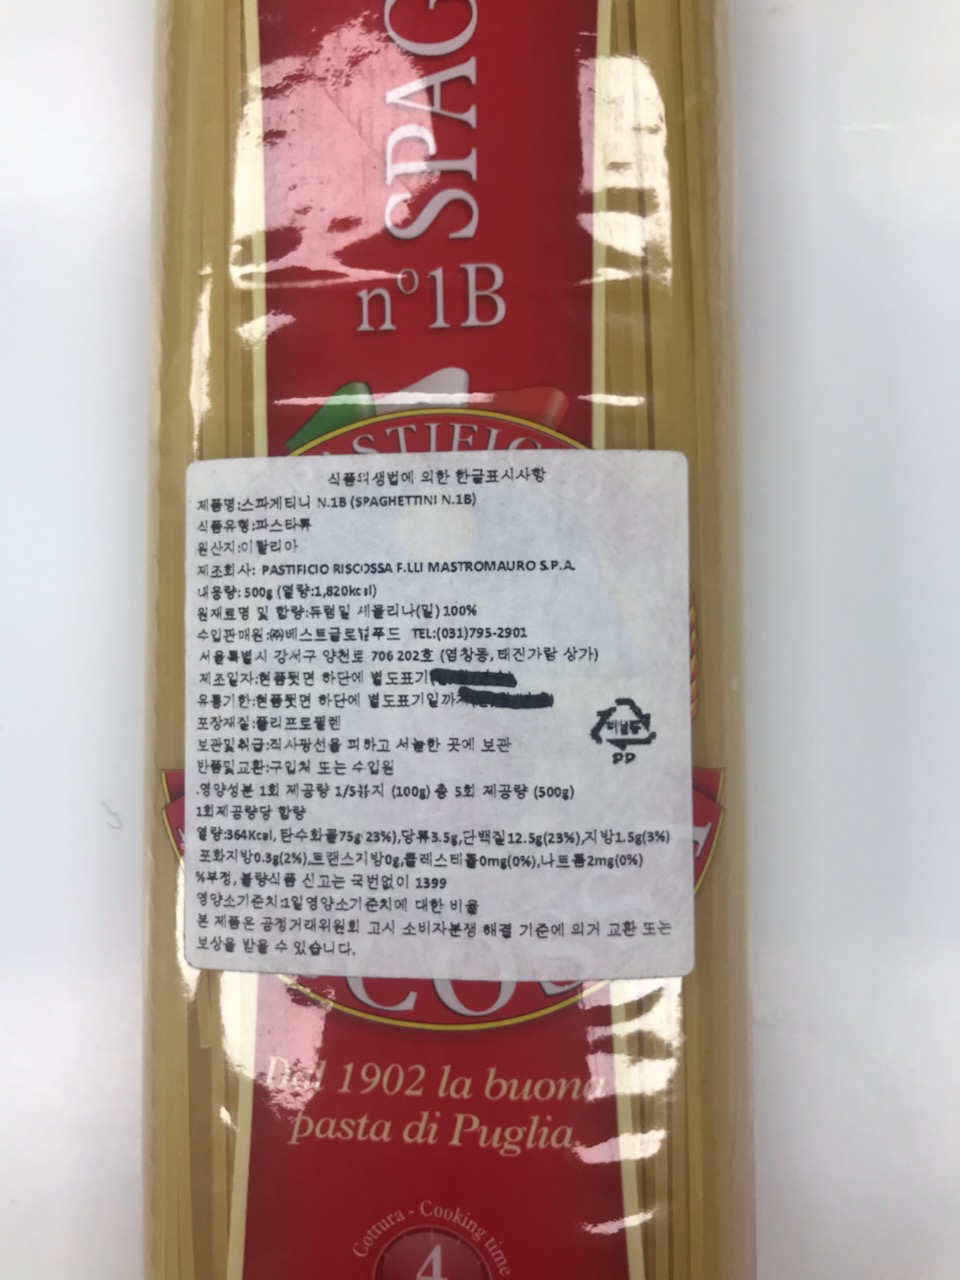 SPAG
n°1B
PASTIFICIO
식품위생법에 의한 한글표시사항
제품명:스파게티니 N.1B (SPAGHETTINI N.1B)
식품유형:파스타류
원산지:이탈리아
제조회사: PASTIFICIO RISCOSSA F.LLI MASTROMAURO S.P.A.
내용량: 500g (열량:1,820kcal)
원재료명 및 함량:듀럼밀 세몰리나(밀) 100%
수입판매원:㈜베스트글로벌푸드 TEL:(031)795-2901
서울특별시 강서구 양천로 706 202호 (염창동, 태진가람 상가)
제조일자:현품뒷면 하단에 별도표기
유통기한:현품뒷면 하단에 별도표기일까지
포장재질:폴리프로필렌
비닐류
PP
보관및취급:직사광선을 피하고 서늘한 곳에 보관
반품및교환:구입처 또는 수입원
.영양성분 1회 제공량 1/5봉지 (100g) 총 5회 제공량 (500g)
1회제공량당 함량
열량:364Kcal, 탄수화물75g(23%),당류3.5g,단백질12.5g(23%),지방1.5g(3%)
포화지방0.3g(2%),트랜스지방0g,콜레스테롤0mg(0%),나트륨2mg(0%)
%부정, 불량식품 신고는 국번없이 1399
영양소기준치:1일영양소기준치에 대한 비율
본 제품은 공정거래위원회 고시 소비자분쟁 해결 기준에 의거 교환 또는
보상을 받을 수 있습니다.
COSS
Dal 1902 la buona
pasta di Puglia.
Cottura - Cooking time
4